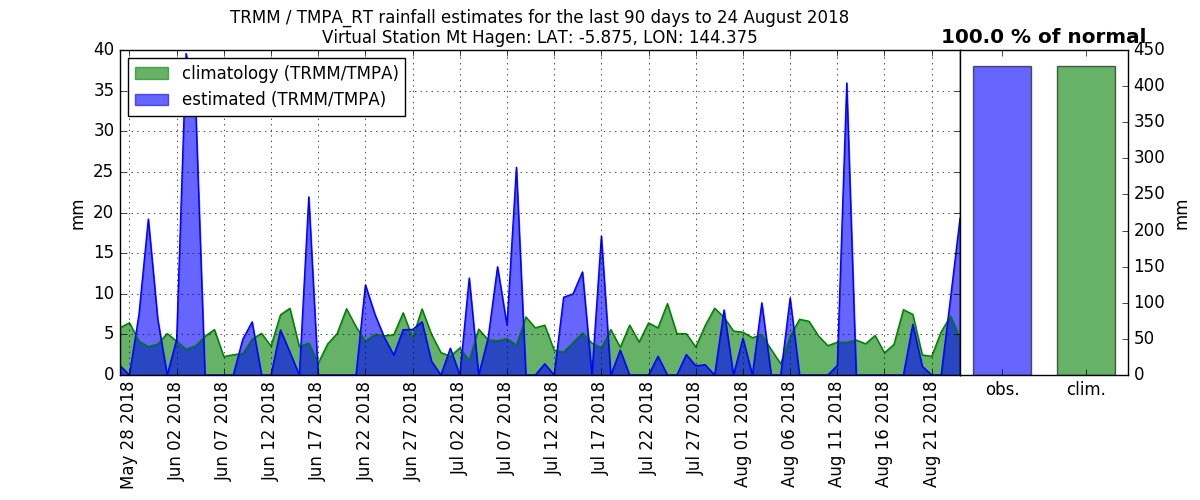 TRMM / TMPA_RT rainfall estimates for the last 90 days to 24 August 2018
Virtual Station Mt Hagen: LAT: -5.875, LON: 144.375
100.0 % of normal
climatology (TRMM/TMPA)
estimated (TRMM/TMPA)
40
35
30
25
20
15
10
5
0
mm
May 28 2018
Jun 02 2018
Jun 07 2018
Jun 12 2018
Jun 17 2018
Jun 22 2018
Jun 27 2018
Jul 02 2018
Jul 07 2018
Jul 12 2018
Jul 17 2018
Jul 22 2018
Jul 27 2018
Aug 01 2018
Aug 06 2018
Aug 11 2018
Aug 16 2018
Aug 21 2018
obs.
clim.
450
400
350
300
250
200
150
100
50
0
mm